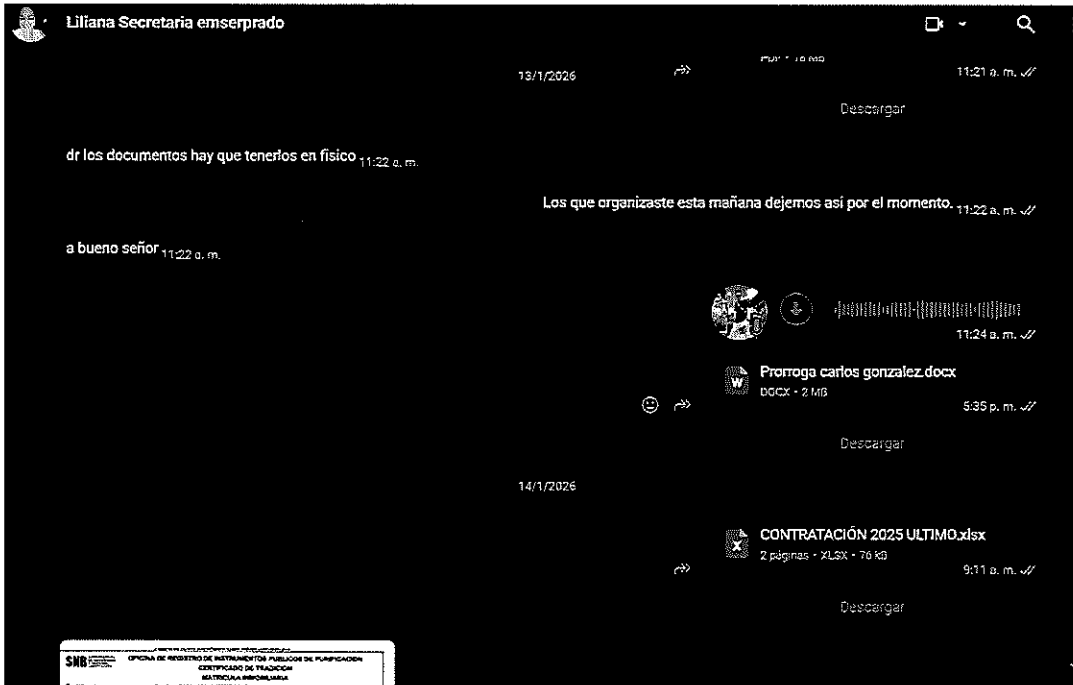 Liliana Secretaria emserprado
13/1/2026
11:21 a. m.
Descargar
dr los documentos hay que tenerlos en fisico 11:22 a. m.
Los que organizaste esta mañana dejemos así por el momento. 11:22 a. m.
a bueno señor 11:22 a. m.
11:24 a. m.
Prorroga carlos gonzalez.docx
DOCX • 2 MB
5:35 p. m.
Descargar
14/1/2026
CONTRATACIÓN 2025 ULTIMO.xlsx
2 páginas • XLSX • 76 kB
9:11 a. m.
Descargar
SNR
OFICINA DE REGISTRO DE INSTRUMENTOS PUBLICOS DE PURIFICACION
CERTIFICADO DE TRADICION
MATRICULA INMOBILIARIA